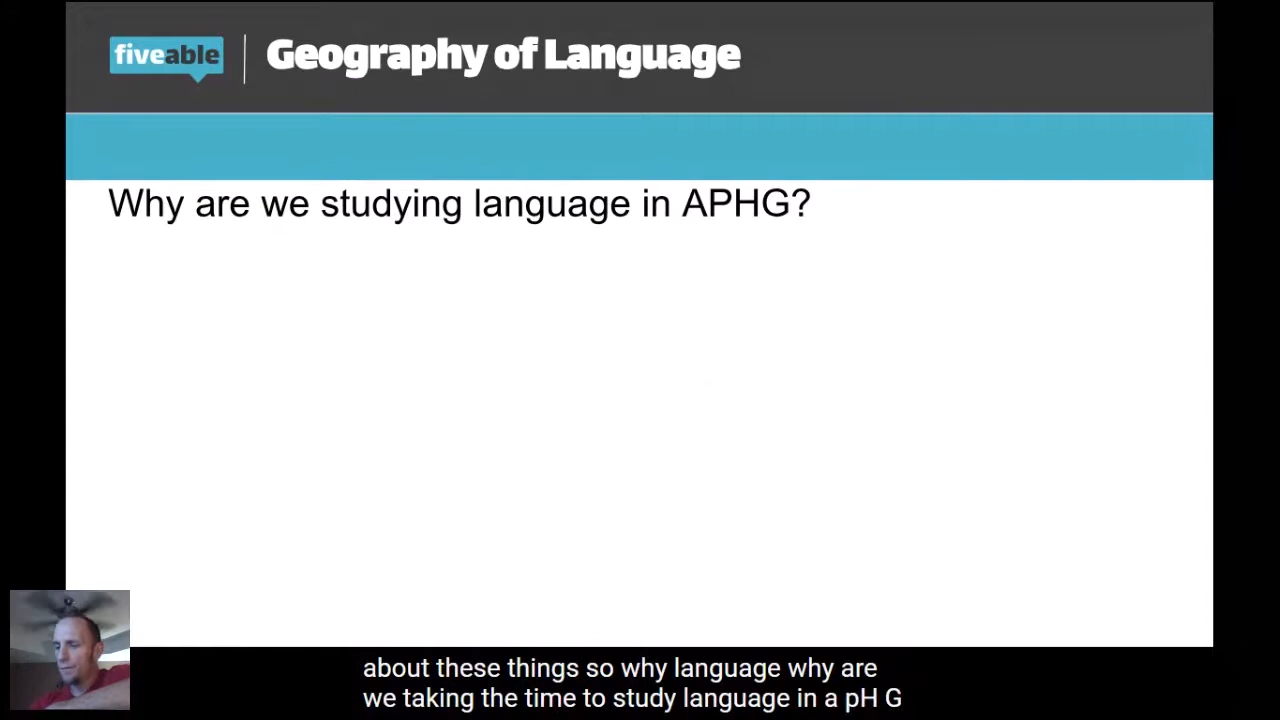 fiveable
Geography of Language
Why are we studying language in APHG?
about these things so why language why are
we taking the time to study language in a pH G